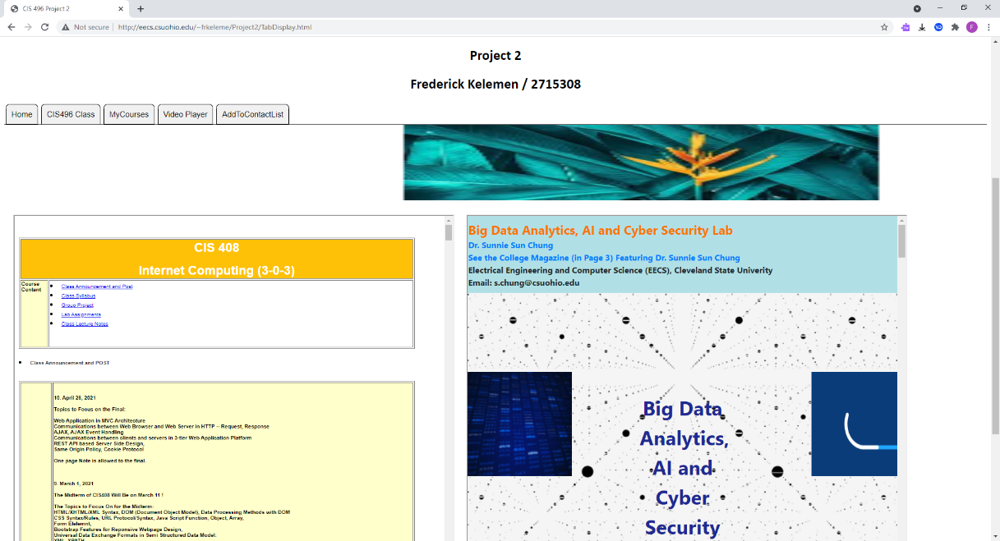 CIS 496 Project 2
Not secure
http://eecs.csuohio.edu/~frkeleme/Project2/TabDisplay.html
F
Project 2
Frederick Kelemen / 2715308
Home
CIS496 Class
MyCourses
Video Player
AddToContactList
CIS 408
Internet Computing (3-0-3)
Course
Content
Class Announcement and Post
Class Syllabus
Group Project
Lab Assignments
Class Lecture Notes
Class Announcement and POST
10. April 26, 2021
Topics to Focus on the Final:
Web Application in MVC Architecture
Communications between Web Browser and Web Server in HTTP – Request, Response
AJAX, AJAX Event Handling
Communications between clients and servers in 3-tier Web Application Platform
REST API based Server Side Design,
Same Origin Policy, Cookie Protocol
One page Note is allowed to the final.
9. March 1, 2021
The Midterm of CIS408 Will Be on March 11 !
The Topics to Focus On for the Midterm:
HTML/XHTML/XML Syntax, DOM (Document Object Model), Data Processing Methods with DOM
CSS Syntax/Rules, URL Protocol/Syntax, Java Script Function, Object, Array,
Form Elelemnt;
Bootstrap Features for Reponsive Webpage Design,
Universal Data Exchange Formats in Semi Structured Data Model:
XML, XPATH
Big Data Analytics, AI and Cyber Security Lab
Dr. Sunnie Sun Chung
See the College Magazine (in Page 3) Featuring Dr. Sunnie Sun Chung
Electrical Engineering and Computer Science (EECS), Cleveland State Univerity
Email: s.chung@csuohio.edu
Big Data
Analytics,
AI and
Cyber
Security